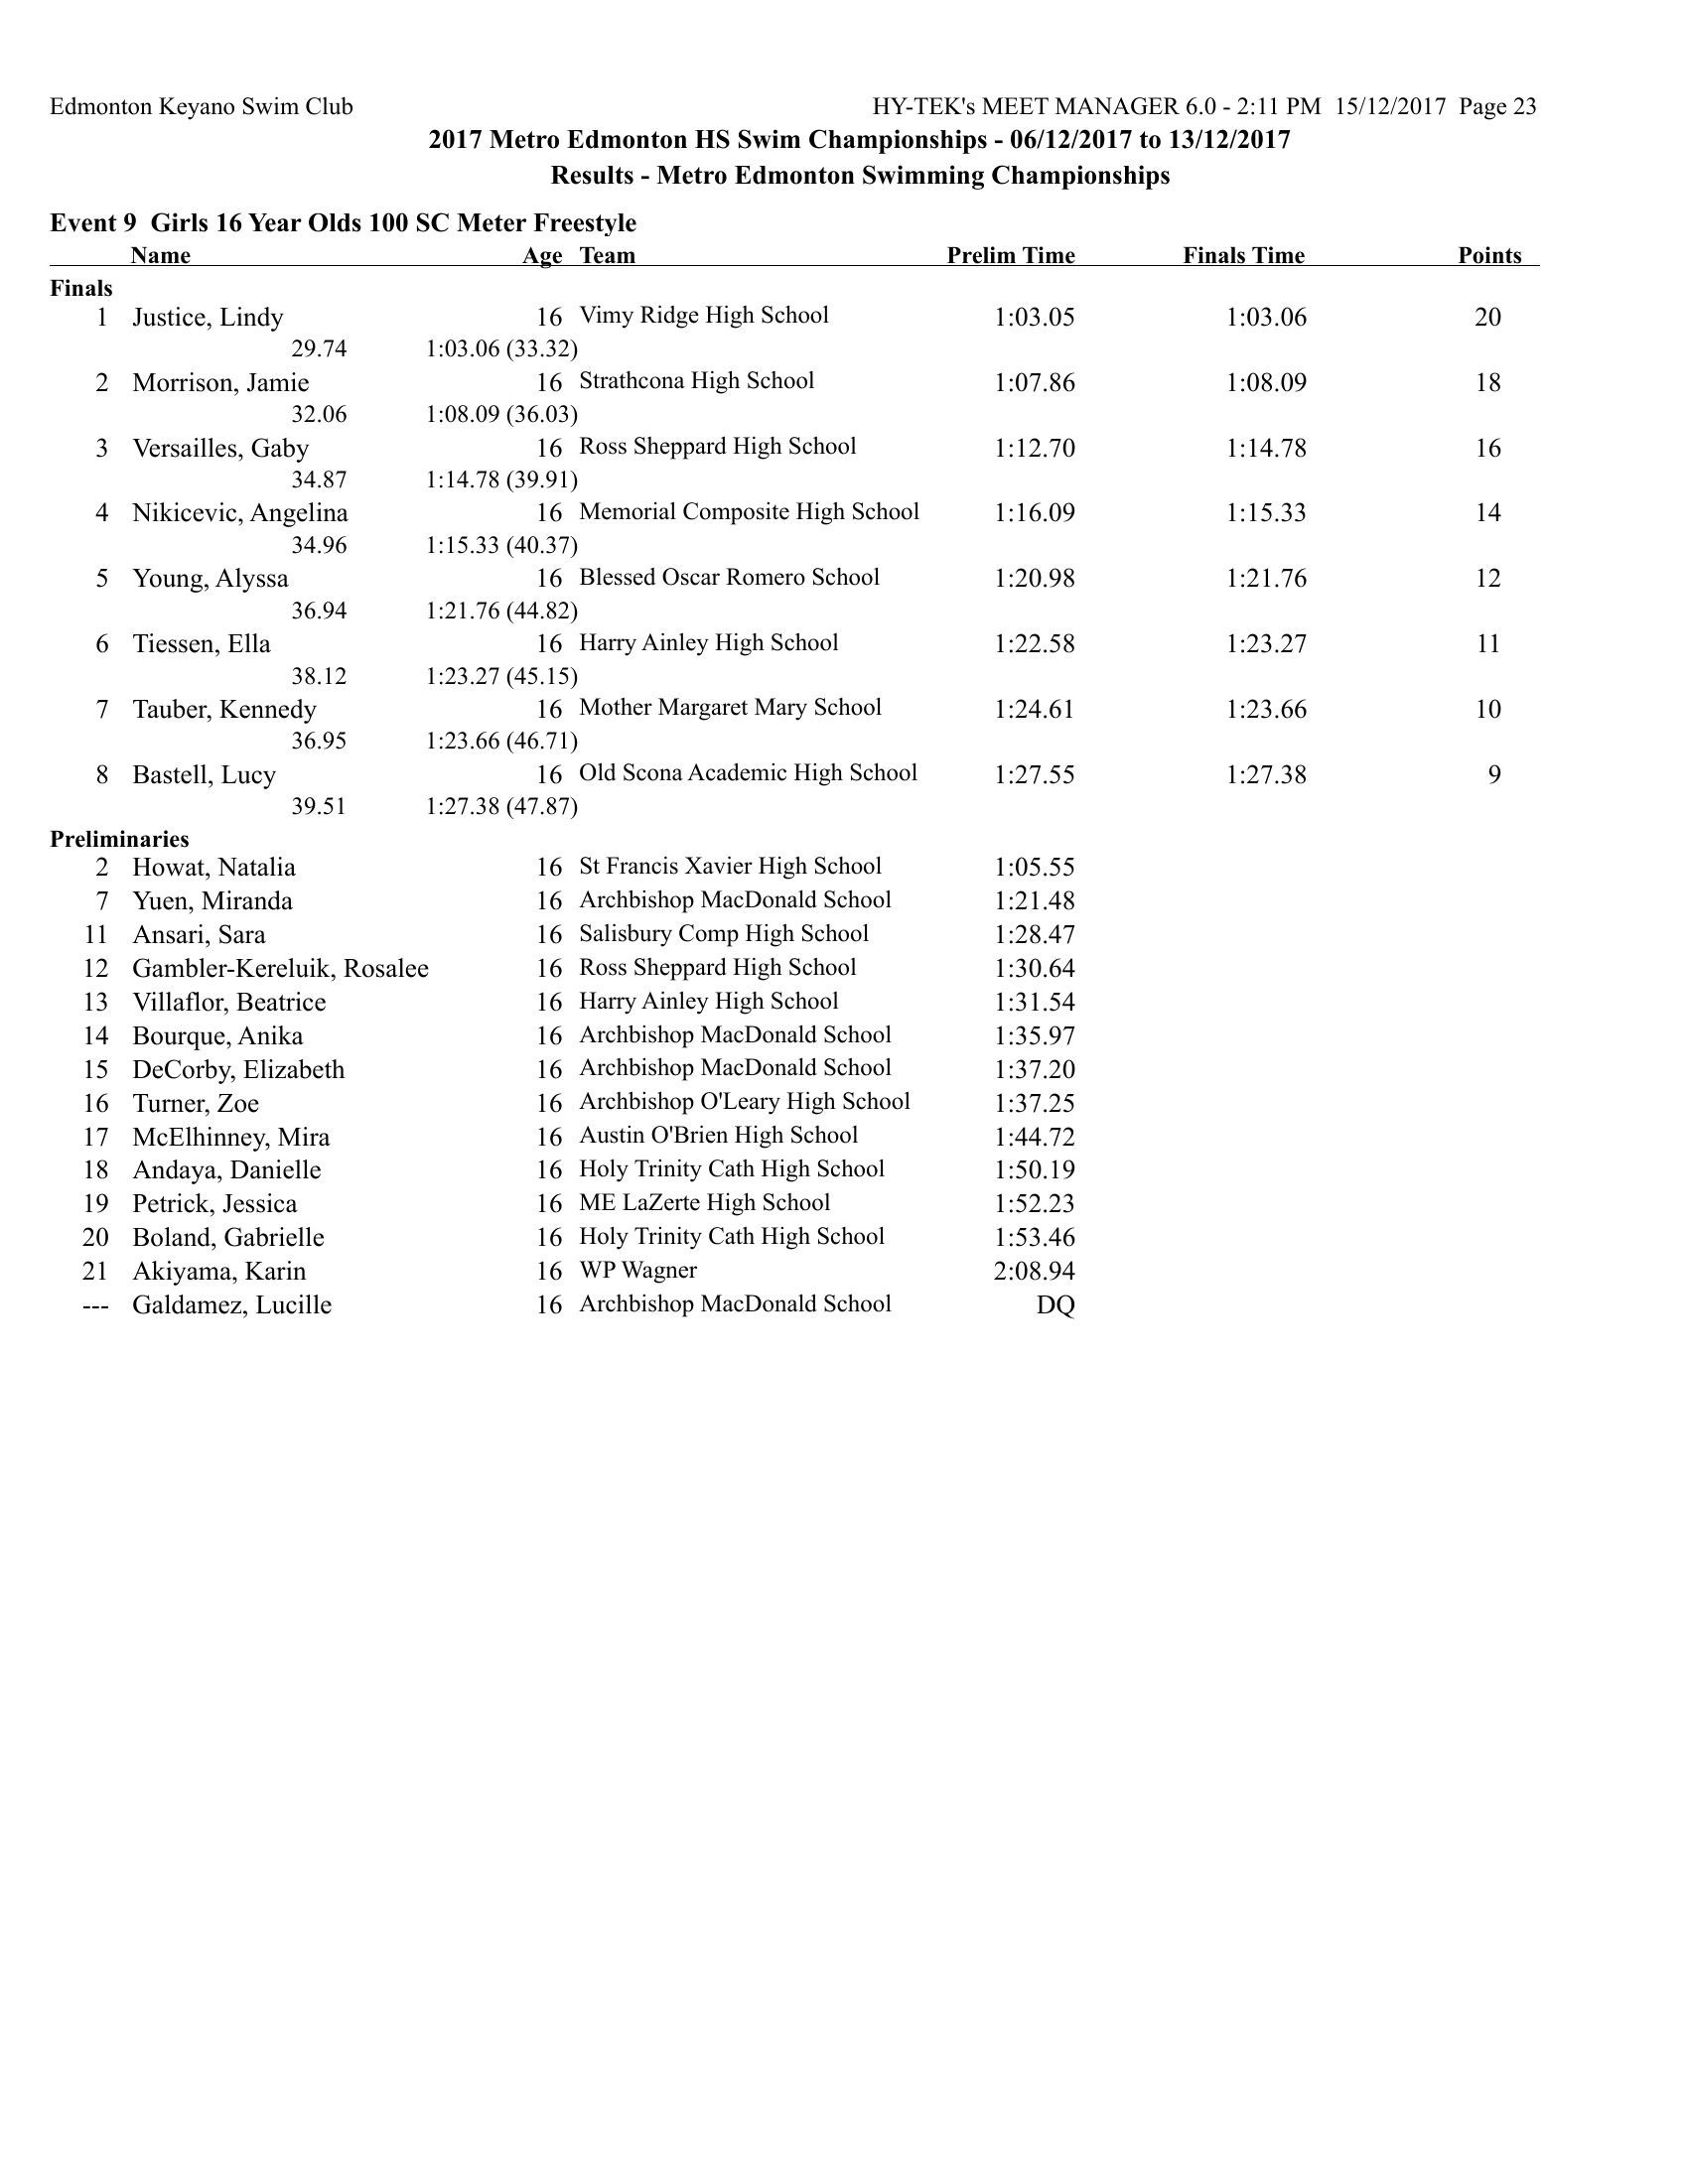 Edmonton Keyano Swim Club HY-TEK's MEET MANAGER 6.0 - 2:11 PM 15/12/2017 Page 23
2017 Metro Edmonton HS Swim Championships - 06/12/2017 to 13/12/2017
Results - Metro Edmonton Swimming Championships
Event 9 Girls 16 Year Olds 100 SC Meter Freestyle
Name Age Team Prelim Time Finals Time Points
Finals
1 Justice, Lindy 16 Vimy Ridge High School 1:03.05 1:03.06 20
29.74 1:03.06 (33.32)
2 Morrison, Jamie 16 Strathcona High School 1:07.86 1:08.09 18
32.06 1:08.09 (36.03)
3 Versailles, Gaby 16 Ross Sheppard High School 1:12.70 1:14.78 16
34.87 1:14.78 (39.91)
4 Nikicevic, Angelina 16 Memorial Composite High School 1:16.09 1:15.33 14
34.96 1:15.33 (40.37)
5 Young, Alyssa 16 Blessed Oscar Romero School 1:20.98 1:21.76 12
36.94 1:21.76 (44.82)
6 Tiessen, Ella 16 Harry Ainley High School 1:22.58 1:23.27 11
38.12 1:23.27 (45.15)
7 Tauber, Kennedy 16 Mother Margaret Mary School 1:24.61 1:23.66 10
36.95 1:23.66 (46.71)
8 Bastell, Lucy 16 Old Scona Academic High School 1:27.55 1:27.38 9
39.51 1:27.38 (47.87)
Preliminaries
2 Howat, Natalia 16 St Francis Xavier High School 1:05.55
7 Yuen, Miranda 16 Archbishop MacDonald School 1:21.48
11 Ansari, Sara 16 Salisbury Comp High School 1:28.47
12 Gambler-Kereluik, Rosalee 16 Ross Sheppard High School 1:30.64
13 Villaflor, Beatrice 16 Harry Ainley High School 1:31.54
14 Bourque, Anika 16 Archbishop MacDonald School 1:35.97
15 DeCorby, Elizabeth 16 Archbishop MacDonald School 1:37.20
16 Turner, Zoe 16 Archbishop O'Leary High School 1:37.25
17 McElhinney, Mira 16 Austin O'Brien High School 1:44.72
18 Andaya, Danielle 16 Holy Trinity Cath High School 1:50.19
19 Petrick, Jessica 16 ME LaZerte High School 1:52.23
20 Boland, Gabrielle 16 Holy Trinity Cath High School 1:53.46
21 Akiyama, Karin 16 WP Wagner 2:08.94
--- Galdamez, Lucille 16 Archbishop MacDonald School DQ